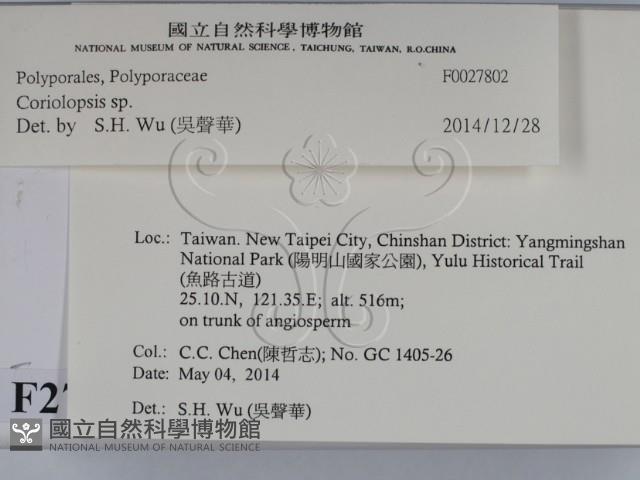 國立自然科學博物館
NATIONAL MUSEUM OF NATURAL SCIENCE, TAICHUNG, TAIWAN, R.O.CHINA
Polyporales, Polyporaceae F0027802
Coriolopsis sp.
Det. by S.H. Wu (吳聲華) 2014/12/28
Loc.: Taiwan. New Taipei City, Chinshan District: Yangmingshan
National Park (陽明山國家公園), Yulu Historical Trail
(魚路古道)
25.10.N, 121.35.E; alt. 516m;
on trunk of angiosperm
Col.: C.C. Chen(陳哲志); No. GC 1405-26
Date: May 04, 2014
Det.: S.H. Wu (吳聲華)
國立自然科學博物館
NATIONAL MUSEUM OF NATURAL SCIENCE